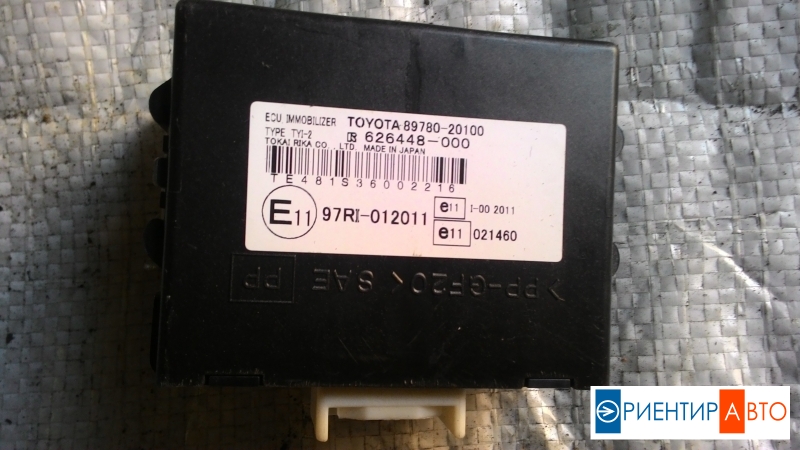 ECU IMMOBILIZER TOYOTA 89780-20100
TYPE TYI-2 626448-000
TOKAI RIKA CO., LTD. MADE IN JAPAN
TE481S36002216
E11 97RI-012011 e11 I-00 2011
e11 021460
>PP-GF20< SAE PP
ОРИЕНТИР АВТО